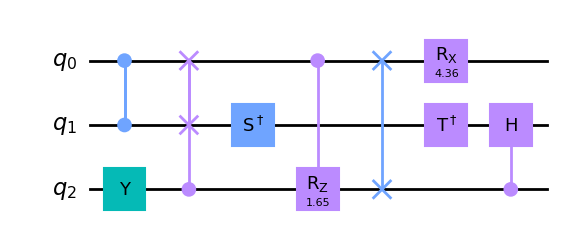 q0 RX 4.36
q1 S† T† H
q2 Y RZ 1.65